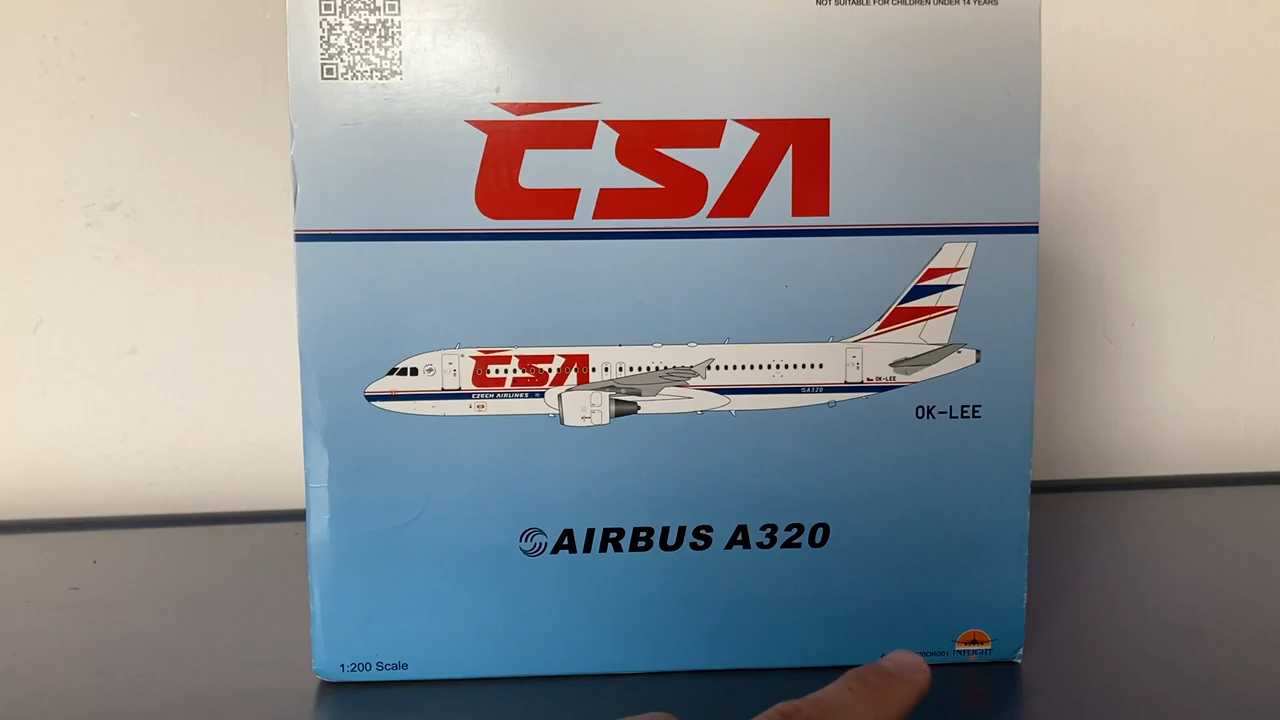 NOT SUITABLE FOR CHILDREN UNDER 14 YEARS
ČSA
ČSA
CZECH AIRLINES
A320
OK-LEE
OK-LEE
AIRBUS A320
1:200 Scale
INFLIGHT